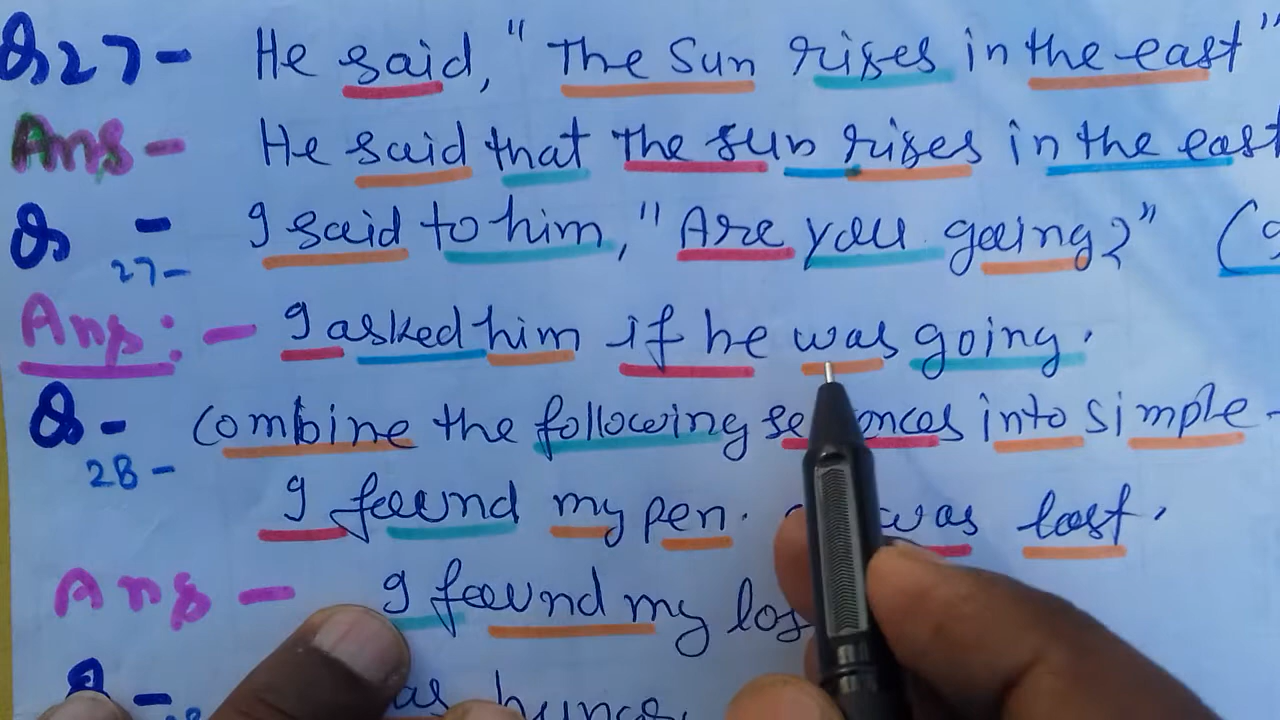 Q27- He said, "The Sun rises in the east"
Ans- He said that the sun rises in the east
Q 27- I said to him, "Are you going?" (
Ans:- I asked him if he was going.
Q- 28- Combine the following into simple-
I found my pen. was lost.
Ans- I found my